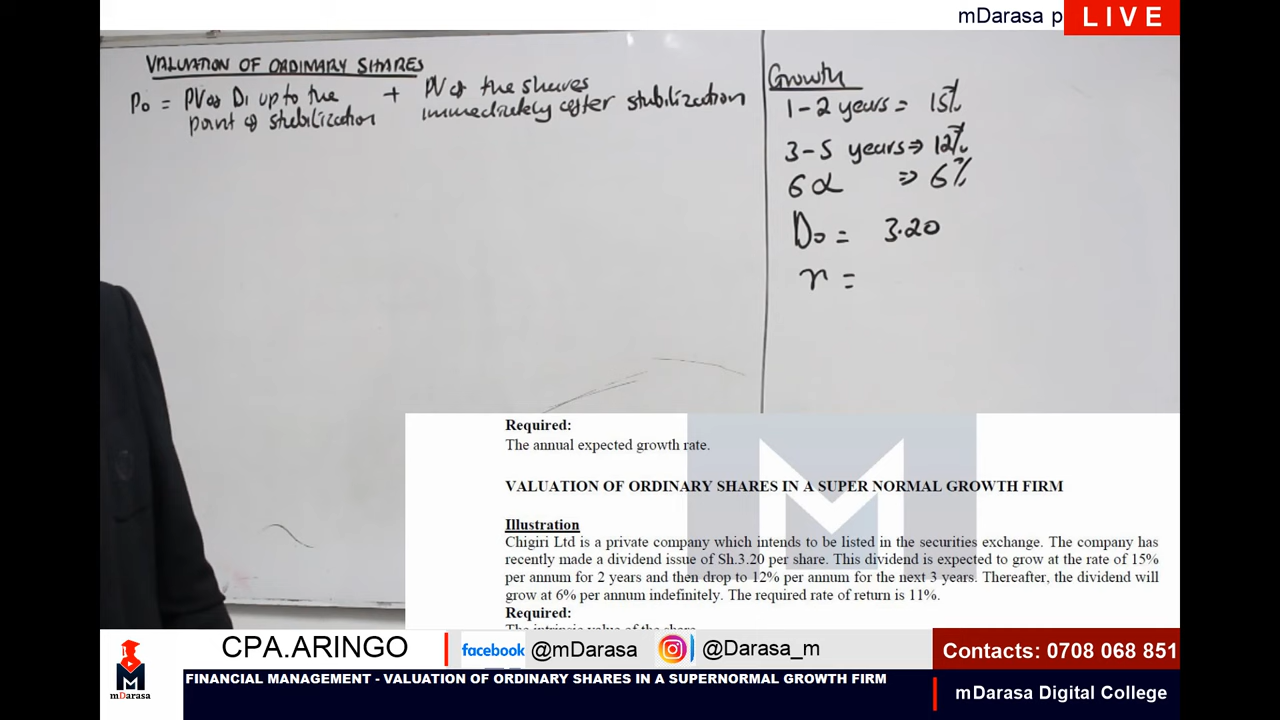 mDarasa p
LIVE
VALUATION OF ORDINARY SHARES
P₀ = PV of D₁ up to the point of stabilization + PV of the shares immediately after stabilization
Growth
1-2 years = 15%
3-5 years ⇒ 12%
6 α ⇒ 6%
D₀ = 3.20
r =
Required:
The annual expected growth rate.
VALUATION OF ORDINARY SHARES IN A SUPER NORMAL GROWTH FIRM
Illustration
Chigiri Ltd is a private company which intends to be listed in the securities exchange. The company has
recently made a dividend issue of Sh.3.20 per share. This dividend is expected to grow at the rate of 15%
per annum for 2 years and then drop to 12% per annum for the next 3 years. Thereafter, the dividend will
grow at 6% per annum indefinitely. The required rate of return is 11%.
Required:
The intrinsic value of the share
CPA.ARINGO
facebook @mDarasa
@Darasa_m
Contacts: 0708 068 851
M
mDarasa
FINANCIAL MANAGEMENT - VALUATION OF ORDINARY SHARES IN A SUPERNORMAL GROWTH FIRM
mDarasa Digital College